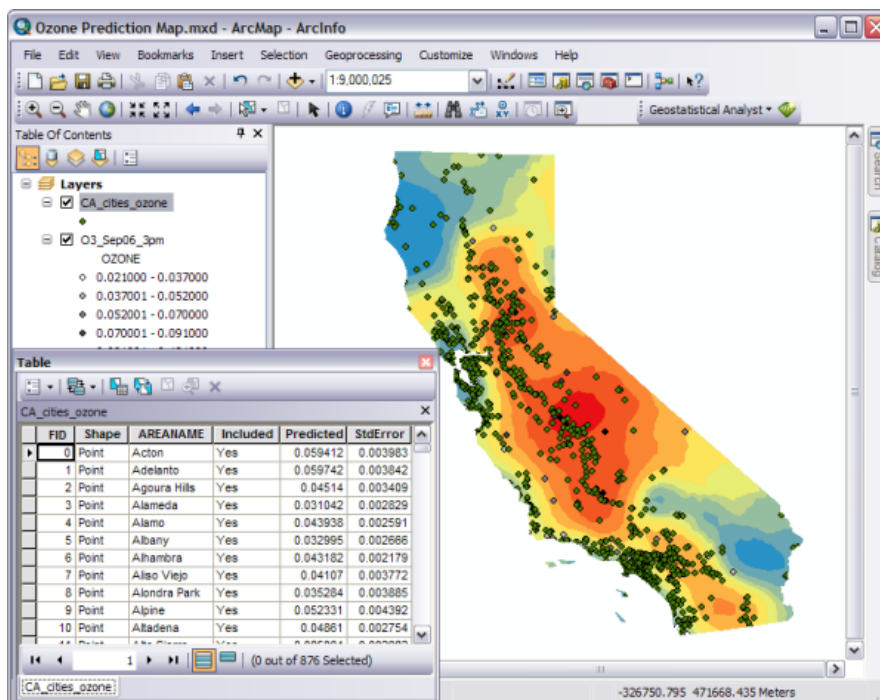 Ozone Prediction Map.mxd - ArcMap - ArcInfo
File Edit View Bookmarks Insert Selection Geoprocessing Customize Windows Help
1:9,000,025
Geostatistical Analyst
Table Of Contents
Layers
CA_cities_ozone
O3_Sep06_3pm
OZONE
0.021000 - 0.037000
0.037001 - 0.052000
0.052001 - 0.070000
0.070001 - 0.091000
Search
Catalog
Table
CA_cities_ozone
FID Shape AREANAME Included Predicted StdError
0 Point Acton Yes 0.059412 0.003983
1 Point Adelanto Yes 0.059742 0.003842
2 Point Agoura Hills Yes 0.04514 0.003409
3 Point Alameda Yes 0.031042 0.002829
4 Point Alamo Yes 0.043938 0.002591
5 Point Albany Yes 0.032995 0.002666
6 Point Alhambra Yes 0.043182 0.002179
7 Point Aliso Viejo Yes 0.04107 0.003772
8 Point Alondra Park Yes 0.035284 0.003885
9 Point Alpine Yes 0.052331 0.004392
10 Point Altadena Yes 0.04861 0.002754
1 (0 out of 876 Selected)
CA_cities_ozone
-326750.795 471668.435 Meters